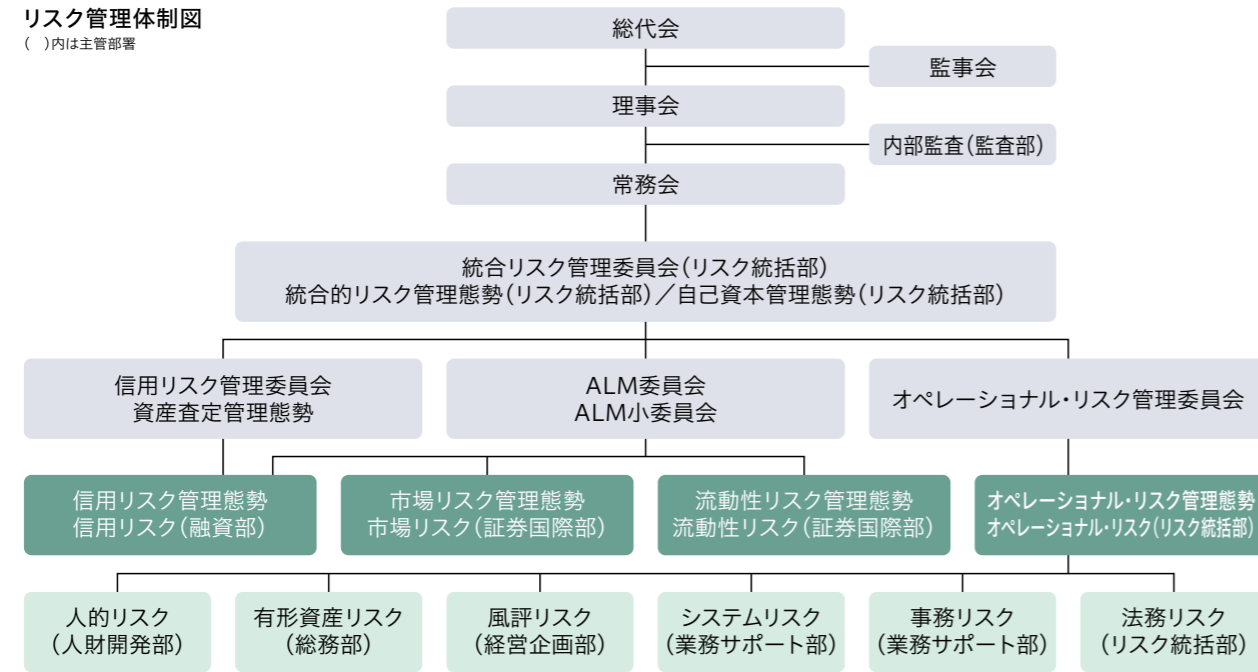 リスク管理体制図
(　)内は主管部署
総代会
監事会
理事会
内部監査(監査部)
常務会
統合リスク管理委員会(リスク統括部)
統合的リスク管理態勢(リスク統括部)／自己資本管理態勢(リスク統括部)
信用リスク管理委員会
資産査定管理態勢
ALM委員会
ALM小委員会
オペレーショナル・リスク管理委員会
信用リスク管理態勢
信用リスク(融資部)
市場リスク管理態勢
市場リスク(証券国際部)
流動性リスク管理態勢
流動性リスク(証券国際部)
オペレーショナル・リスク管理態勢
オペレーショナル・リスク(リスク統括部)
人的リスク
(人財開発部)
有形資産リスク
(総務部)
風評リスク
(経営企画部)
システムリスク
(業務サポート部)
事務リスク
(業務サポート部)
法務リスク
(リスク統括部)